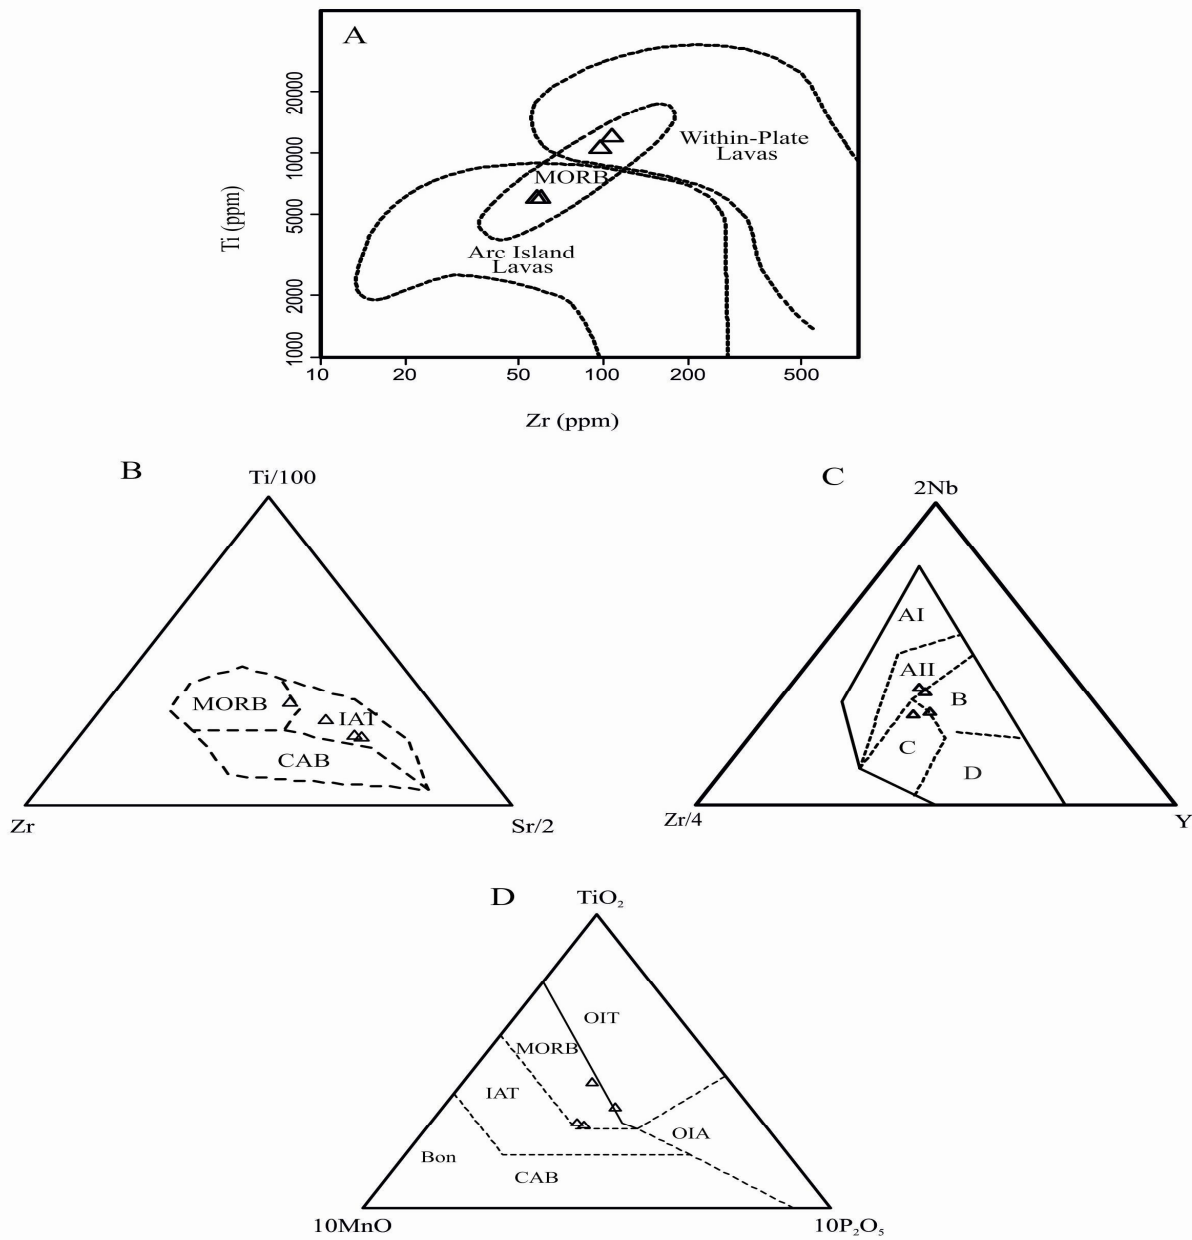 A
20000
10000
5000
2000
1000
Ti (ppm)
Within-Plate
Lavas
MORB
Arc Island
Lavas
10 20 50 100 200 500
Zr (ppm)
B
Ti/100
MORB
IAT
CAB
Zr
Sr/2
C
2Nb
AI
AII
B
C
D
Zr/4
Y
D
TiO₂
OIT
MORB
IAT
OIA
Bon
CAB
10MnO
10P₂O₅